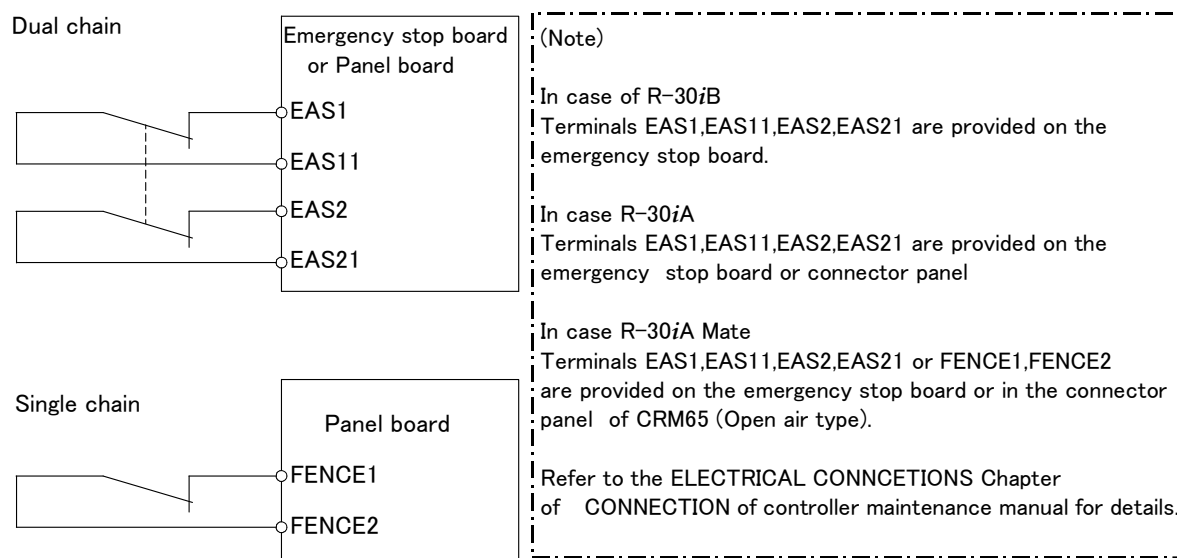 Dual chain
Emergency stop board
or Panel board
EAS1
EAS11
EAS2
EAS21
Single chain
Panel board
FENCE1
FENCE2
(Note)
In case of R-30iB
Terminals EAS1,EAS11,EAS2,EAS21 are provided on the
emergency stop board.
In case R-30iA
Terminals EAS1,EAS11,EAS2,EAS21 are provided on the
emergency stop board or connector panel
In case R-30iA Mate
Terminals EAS1,EAS11,EAS2,EAS21 or FENCE1,FENCE2
are provided on the emergency stop board or in the connector
panel of CRM65 (Open air type).
Refer to the ELECTRICAL CONNCETIONS Chapter
of CONNECTION of controller maintenance manual for details.